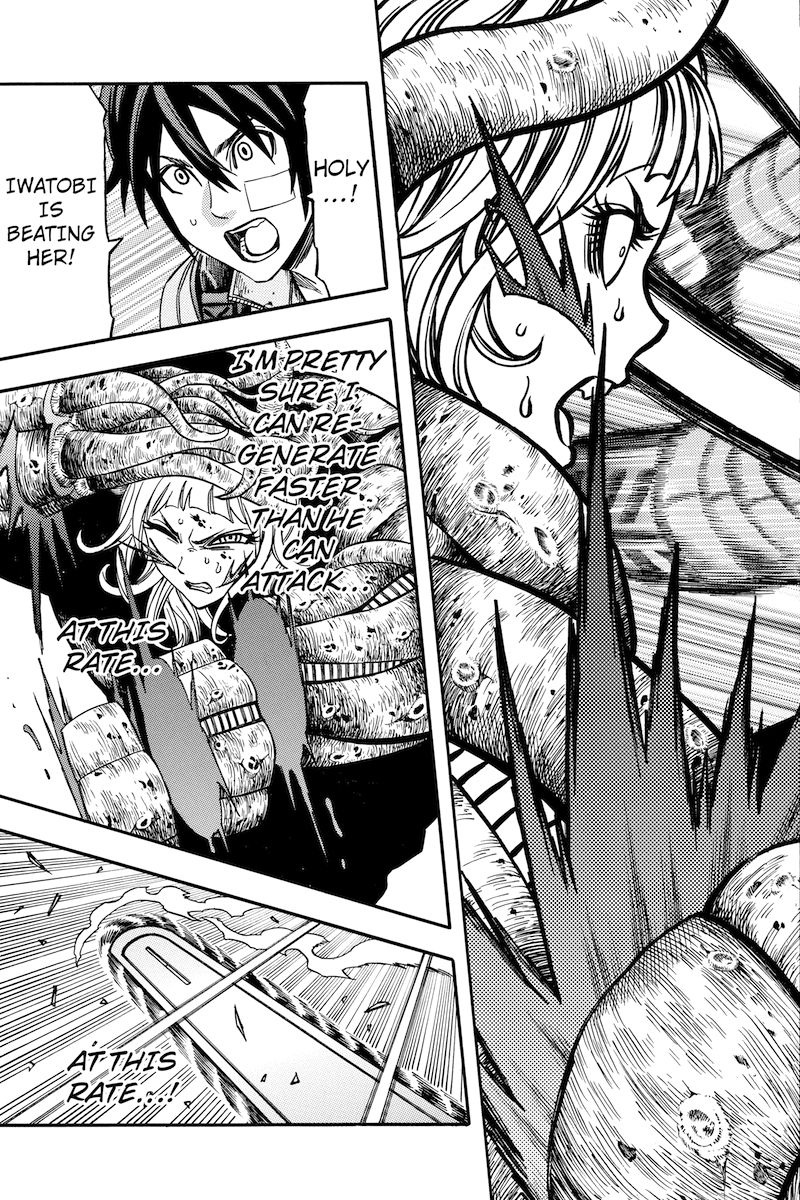 HOLY
...!
IWATOBI
IS
BEATING
HER!
I'M PRETTY
SURE I
CAN RE-
GENERATE
FASTER
THAN HE
CAN
ATTACK...
AT THIS
RATE...
AT THIS
RATE...!